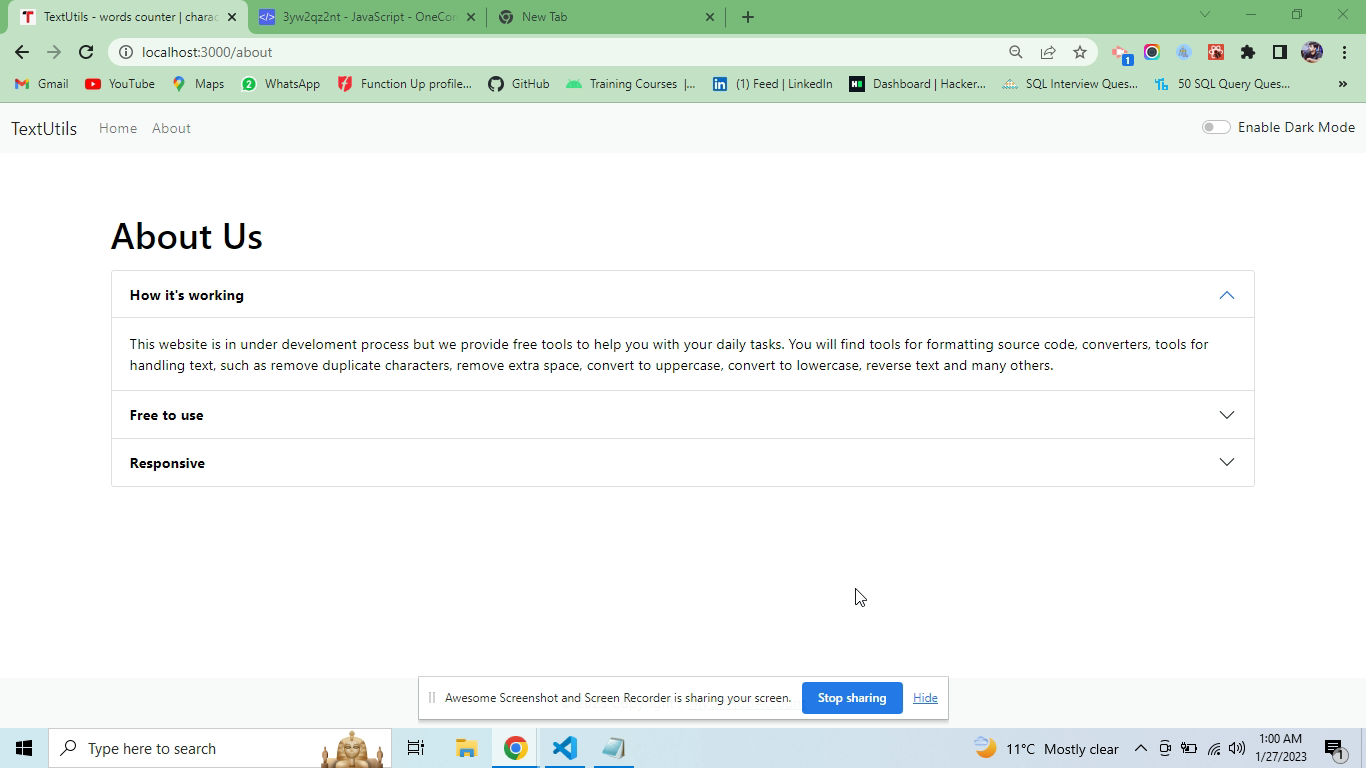 TextUtils - words counter | charac
3yw2qz2nt - JavaScript - OneCom
New Tab
localhost:3000/about
1
Gmail
YouTube
Maps
WhatsApp
Function Up profile...
GitHub
Training Courses |...
(1) Feed | LinkedIn
Dashboard | Hacker...
SQL Interview Ques...
50 SQL Query Ques...
»
TextUtils
Home
About
Enable Dark Mode
About Us
How it's working
This website is in under develoment process but we provide free tools to help you with your daily tasks. You will find tools for formatting source code, converters, tools for
handling text, such as remove duplicate characters, remove extra space, convert to uppercase, convert to lowercase, reverse text and many others.
Free to use
Responsive
Awesome Screenshot and Screen Recorder is sharing your screen.
Stop sharing
Hide
Type here to search
11°C Mostly clear
1:00 AM
1/27/2023
1